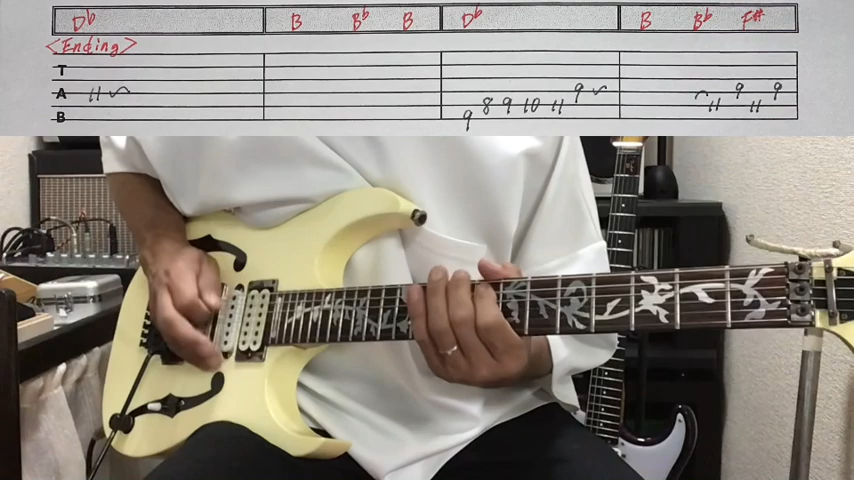 D♭ B B♭ B D♭ B B♭ F#
<Ending>
T
A 11 9 9 9
8 9 10 11 11 11
B 9